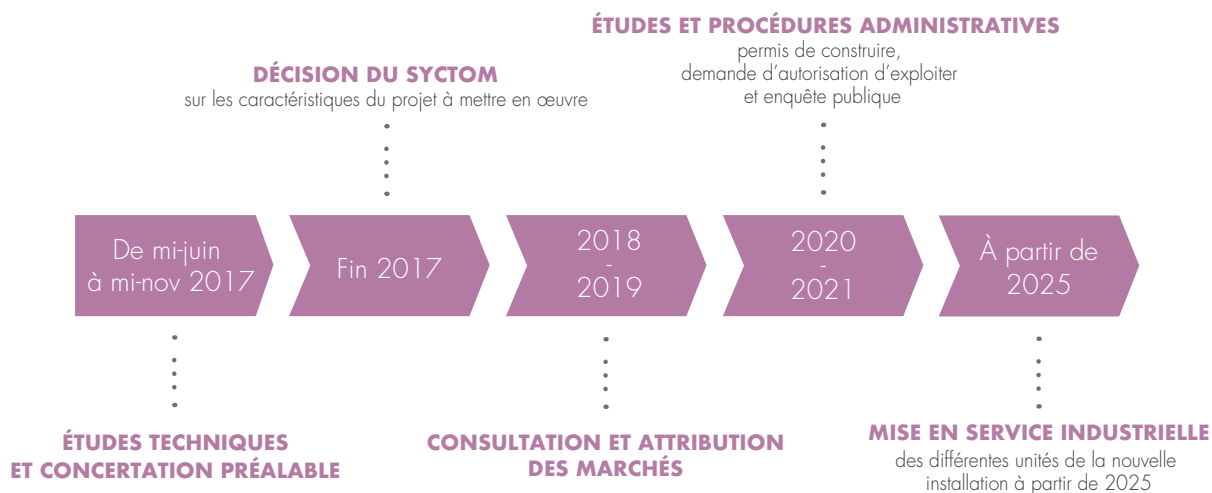 ÉTUDES ET PROCÉDURES ADMINISTRATIVES
permis de construire,
demande d'autorisation d'exploiter
et enquête publique
DÉCISION DU SYCTOM
sur les caractéristiques du projet à mettre en œuvre
De mi-juin
à mi-nov 2017
Fin 2017
2018
-
2019
2020
-
2021
À partir de
2025
ÉTUDES TECHNIQUES
ET CONCERTATION PRÉALABLE
CONSULTATION ET ATTRIBUTION
DES MARCHÉS
MISE EN SERVICE INDUSTRIELLE
des différentes unités de la nouvelle
installation à partir de 2025